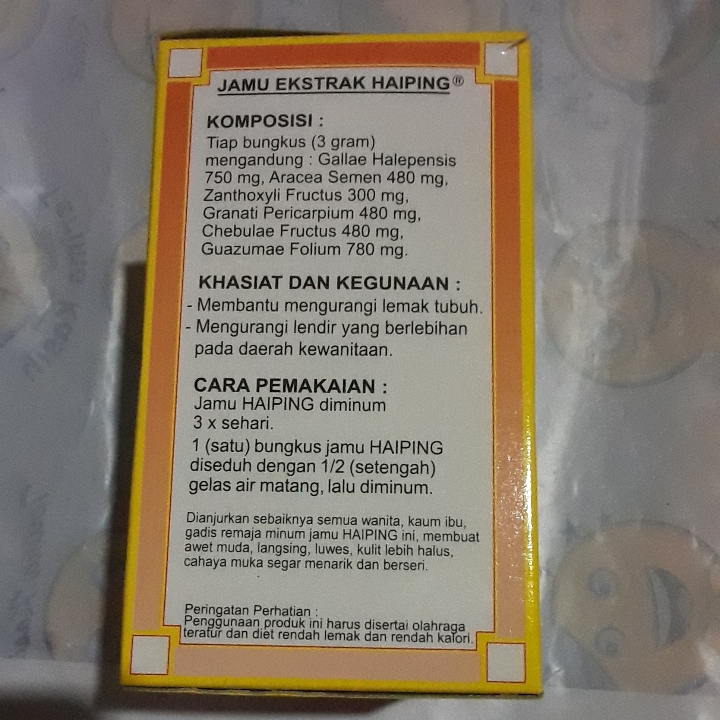 JAMU EKSTRAK HAIPING®
KOMPOSISI :
Tiap bungkus (3 gram)
mengandung : Gallae Halepensis
750 mg, Aracea Semen 480 mg,
Zanthoxyli Fructus 300 mg,
Granati Pericarpium 480 mg,
Chebulae Fructus 480 mg,
Guazumae Folium 780 mg.
KHASIAT DAN KEGUNAAN :
- Membantu mengurangi lemak tubuh.
- Mengurangi lendir yang berlebihan
pada daerah kewanitaan.
CARA PEMAKAIAN :
Jamu HAIPING diminum
3 x sehari.
1 (satu) bungkus jamu HAIPING
diseduh dengan 1/2 (setengah)
gelas air matang, lalu diminum.
Dianjurkan sebaiknya semua wanita, kaum ibu,
gadis remaja minum jamu HAIPING ini, membuat
awet muda, langsing, luwes, kulit lebih halus,
cahaya muka segar menarik dan berseri.
Peringatan Perhatian :
Penggunaan produk ini harus disertai olahraga
teratur dan diet rendah lemak dan rendah kalori.